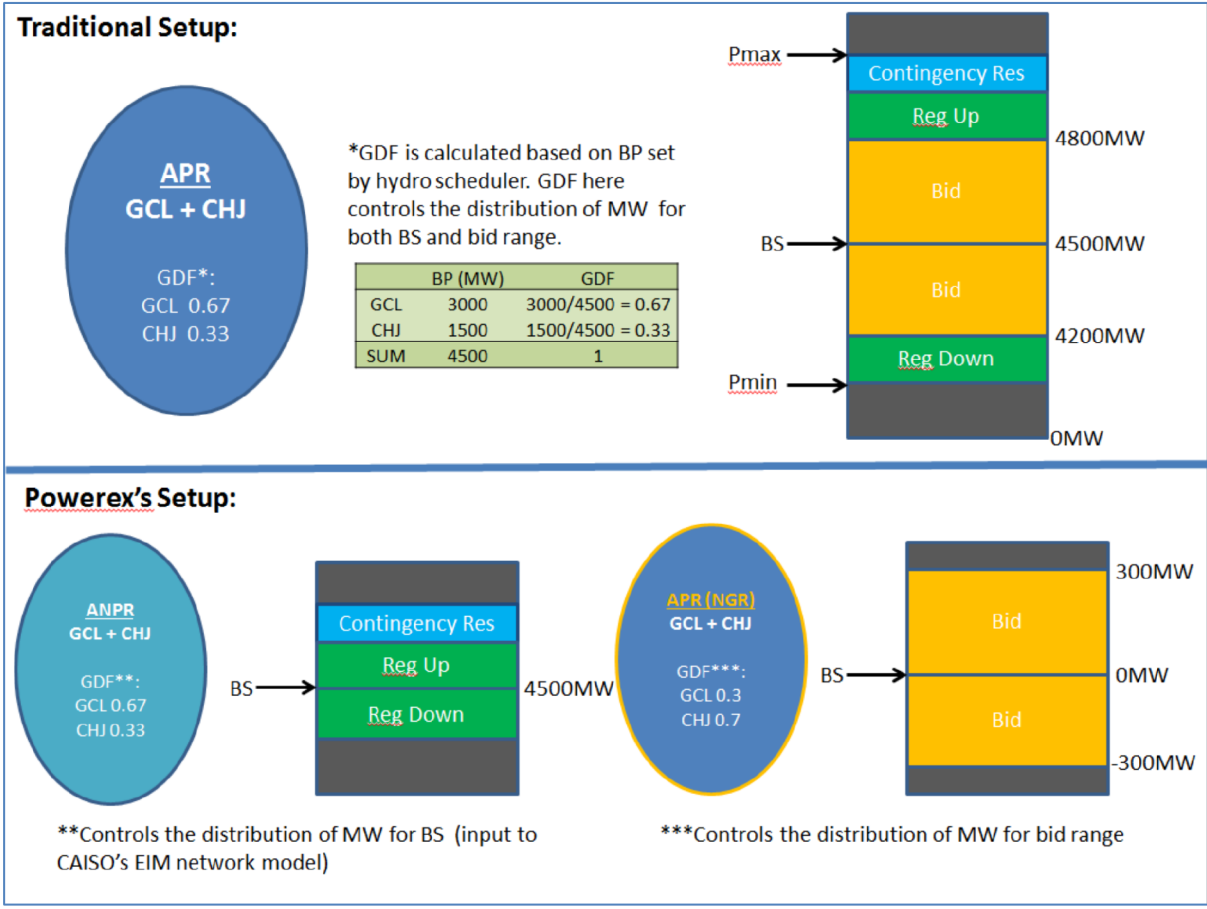 Traditional Setup:
APR
GCL + CHJ
GDF*:
GCL 0.67
CHJ 0.33
*GDF is calculated based on BP set
by hydro scheduler. GDF here
controls the distribution of MW for
both BS and bid range.
BP (MW) GDF
GCL 3000 3000/4500 = 0.67
CHJ 1500 1500/4500 = 0.33
SUM 4500 1
Pmax
Contingency Res
Reg Up
4800MW
Bid
BS
4500MW
Bid
4200MW
Reg Down
Pmin
0MW
Powerex's Setup:
ANPR
GCL + CHJ
GDF**:
GCL 0.67
CHJ 0.33
Contingency Res
Reg Up
BS
4500MW
Reg Down
**Controls the distribution of MW for BS (input to
CAISO's EIM network model)
APR (NGR)
GCL + CHJ
GDF***:
GCL 0.3
CHJ 0.7
300MW
Bid
BS
0MW
Bid
-300MW
***Controls the distribution of MW for bid range